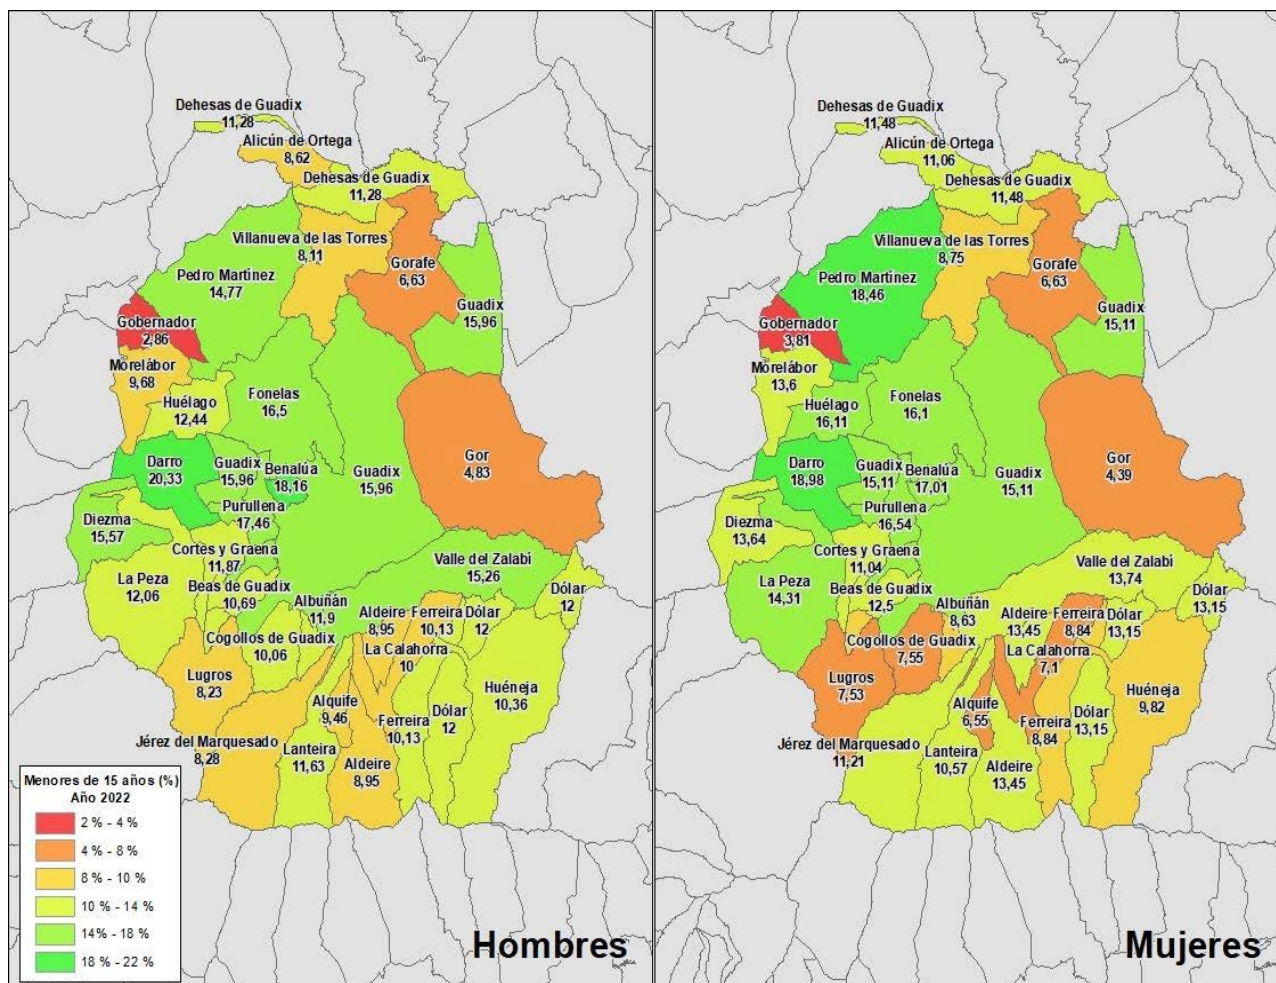 Dehesas de Guadix
11,28
Alicún de Ortega
8,62
Dehesas de Guadix
11,28
Villanueva de las Torres
8,11
Gorafe
6,63
Pedro Martínez
14,77
Guadix
15,96
Gobernador
2,86
Morelábor
9,68
Huélago
12,44
Fonelas
16,5
Gor
4,83
Darro
20,33
Guadix
15,96
Benalúa
18,16
Guadix
15,96
Purullena
17,46
Diezma
15,57
Cortes y Graena
11,87
Valle del Zalabí
15,26
La Peza
12,06
Beas de Guadix
10,69
Albuñán
11,9
Aldeire
8,95
Ferreira
10,13
Dólar
12
Dólar
12
Cogollos de Guadix
10,06
La Calahorra
10
Lugros
8,23
Alquife
9,46
Ferreira
10,13
Dólar
12
Huéneja
10,36
Jérez del Marquesado
8,28
Lanteira
11,63
Aldeire
8,95
Menores de 15 años (%)
Año 2022
2 % - 4 %
4 % - 8 %
8 % - 10 %
10 % - 14 %
14% - 18 %
18 % - 22 %
Hombres
Dehesas de Guadix
11,48
Alicún de Ortega
11,06
Dehesas de Guadix
11,48
Villanueva de las Torres
8,75
Gorafe
6,63
Pedro Martínez
18,46
Guadix
15,11
Gobernador
3,81
Morelábor
13,6
Huélago
16,11
Fonelas
16,1
Gor
4,39
Darro
18,98
Guadix
15,11
Benalúa
17,01
Guadix
15,11
Purullena
16,54
Diezma
13,64
Cortes y Graena
11,04
Valle del Zalabí
13,74
La Peza
14,31
Beas de Guadix
12,5
Albuñán
8,63
Aldeire
13,45
Ferreira
8,84
Dólar
13,15
Dólar
13,15
Cogollos de Guadix
7,55
La Calahorra
7,1
Lugros
7,53
Alquife
6,55
Ferreira
8,84
Dólar
13,15
Huéneja
9,82
Jérez del Marquesado
11,21
Lanteira
10,57
Aldeire
13,45
Mujeres